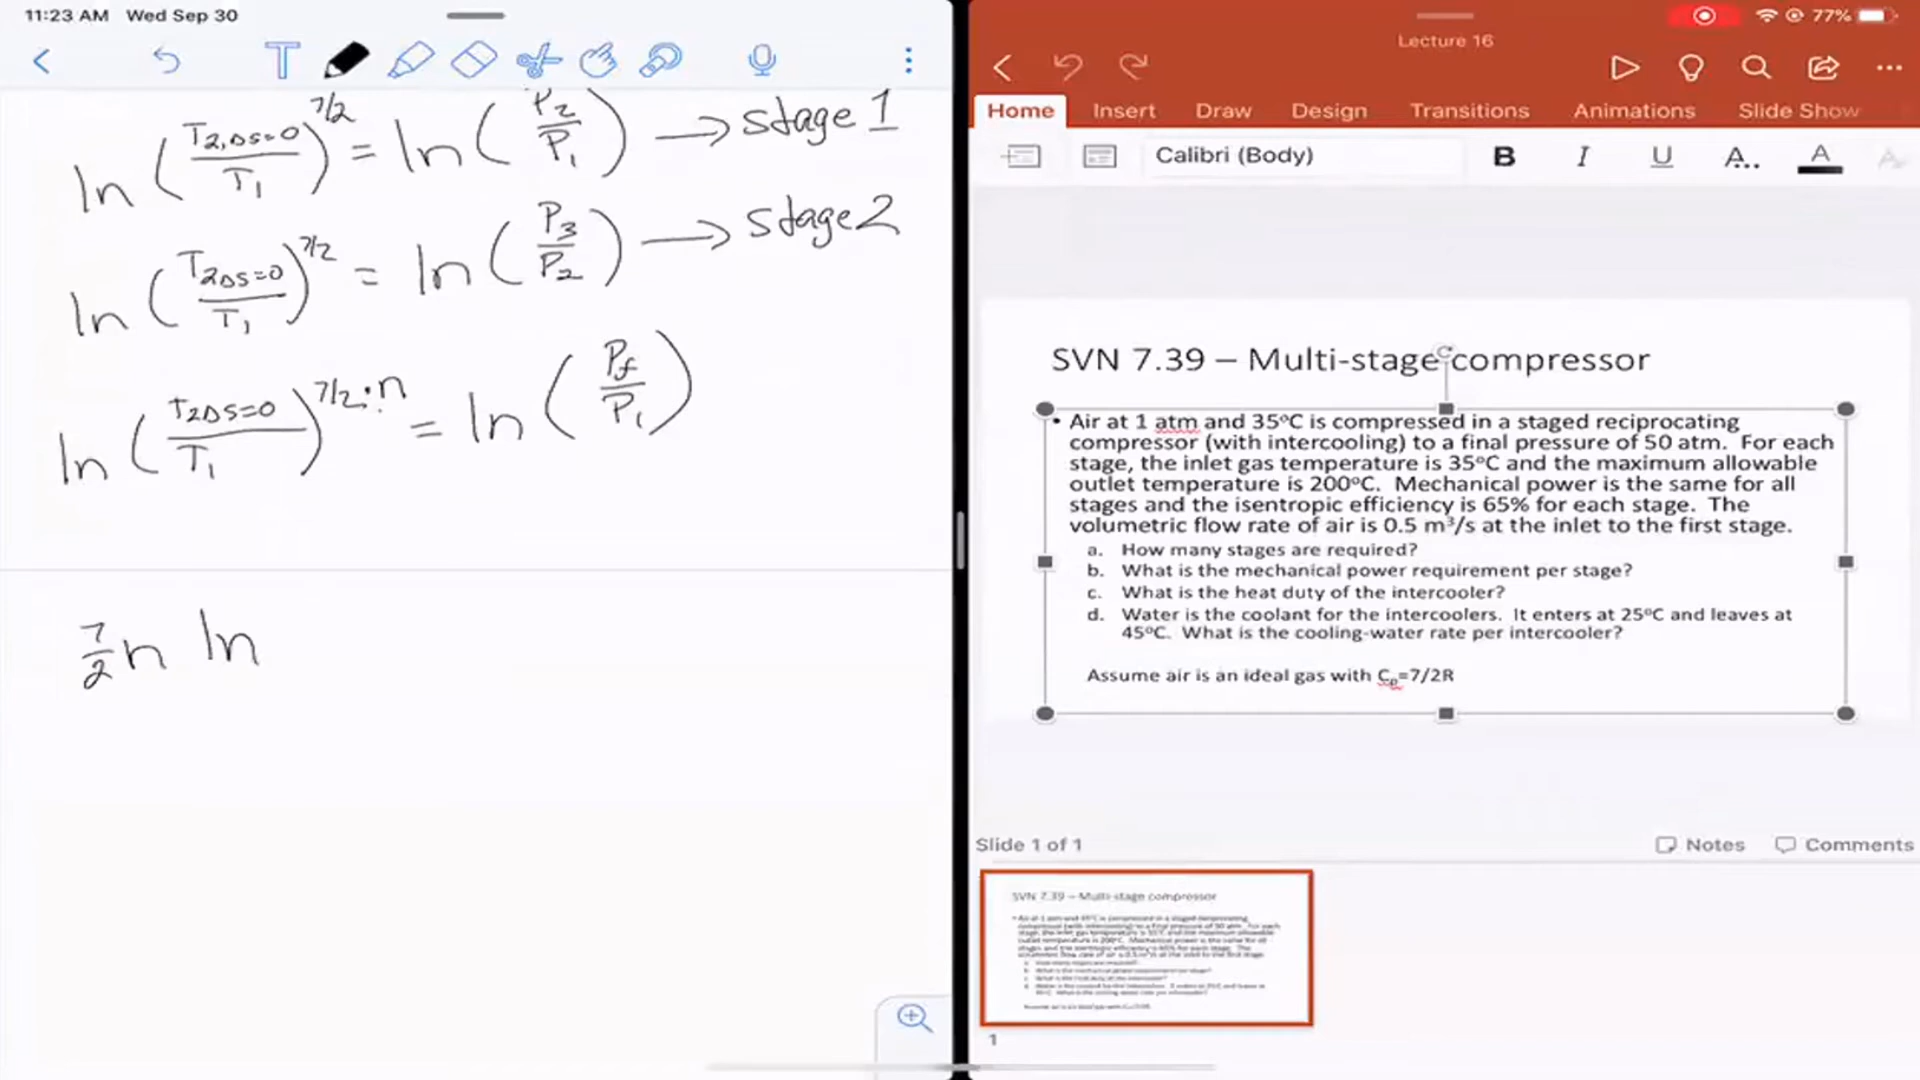 11:23 AM Wed Sep 30
77%
Lecture 16
Home Insert Draw Design Transitions Animations Slide Show
Calibri (Body) B I U A.. A
ln (T2,Δs=0/T1)^7/2 = ln (P2/P1) → stage 1
ln (T2Δs=0/T1)^7/2 = ln (P3/P2) → stage 2
ln (T2Δs=0/T1)^7/2·n = ln (Pf/P1)
7/2 n ln
SVN 7.39 – Multi-stage compressor
• Air at 1 atm and 35°C is compressed in a staged reciprocating
compressor (with intercooling) to a final pressure of 50 atm. For each
stage, the inlet gas temperature is 35°C and the maximum allowable
outlet temperature is 200°C. Mechanical power is the same for all
stages and the isentropic efficiency is 65% for each stage. The
volumetric flow rate of air is 0.5 m³/s at the inlet to the first stage.
a. How many stages are required?
b. What is the mechanical power requirement per stage?
c. What is the heat duty of the intercooler?
d. Water is the coolant for the intercoolers. It enters at 25°C and leaves at
45°C. What is the cooling-water rate per intercooler?
Assume air is an ideal gas with Cp=7/2R
Slide 1 of 1
Notes Comments
SVN 7.39 – Multi-stage compressor
1